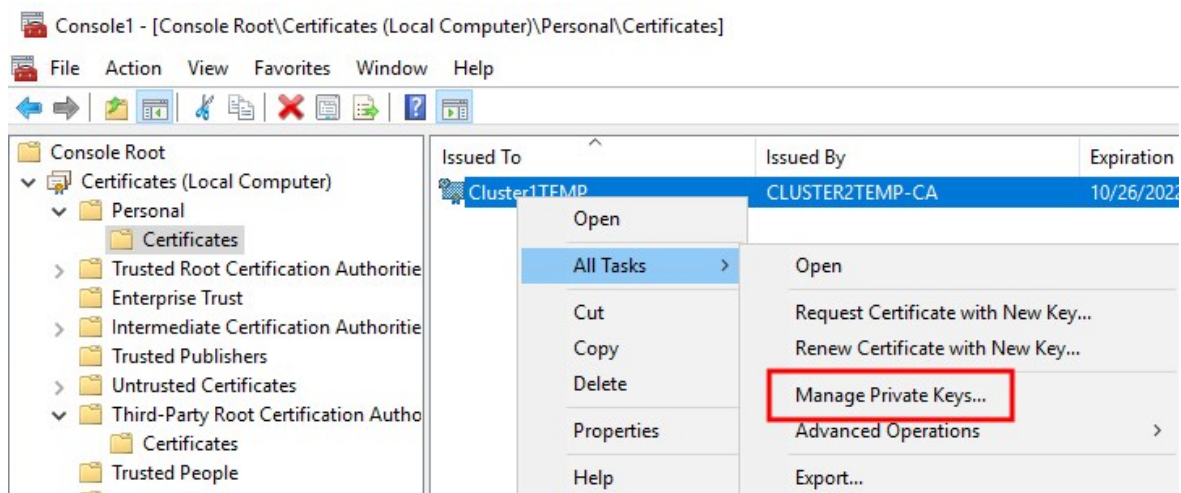 Console1 - [Console Root\Certificates (Local Computer)\Personal\Certificates]
File Action View Favorites Window Help
Console Root
Certificates (Local Computer)
Personal
Certificates
Trusted Root Certification Authoritie
Enterprise Trust
Intermediate Certification Authoritie
Trusted Publishers
Untrusted Certificates
Third-Party Root Certification Autho
Certificates
Trusted People
Issued To Issued By Expiration
Cluster1TEMP CLUSTER2TEMP-CA 10/26/2022
Open
All Tasks
Cut
Copy
Delete
Properties
Help
Open
Request Certificate with New Key...
Renew Certificate with New Key...
Manage Private Keys...
Advanced Operations
Export...